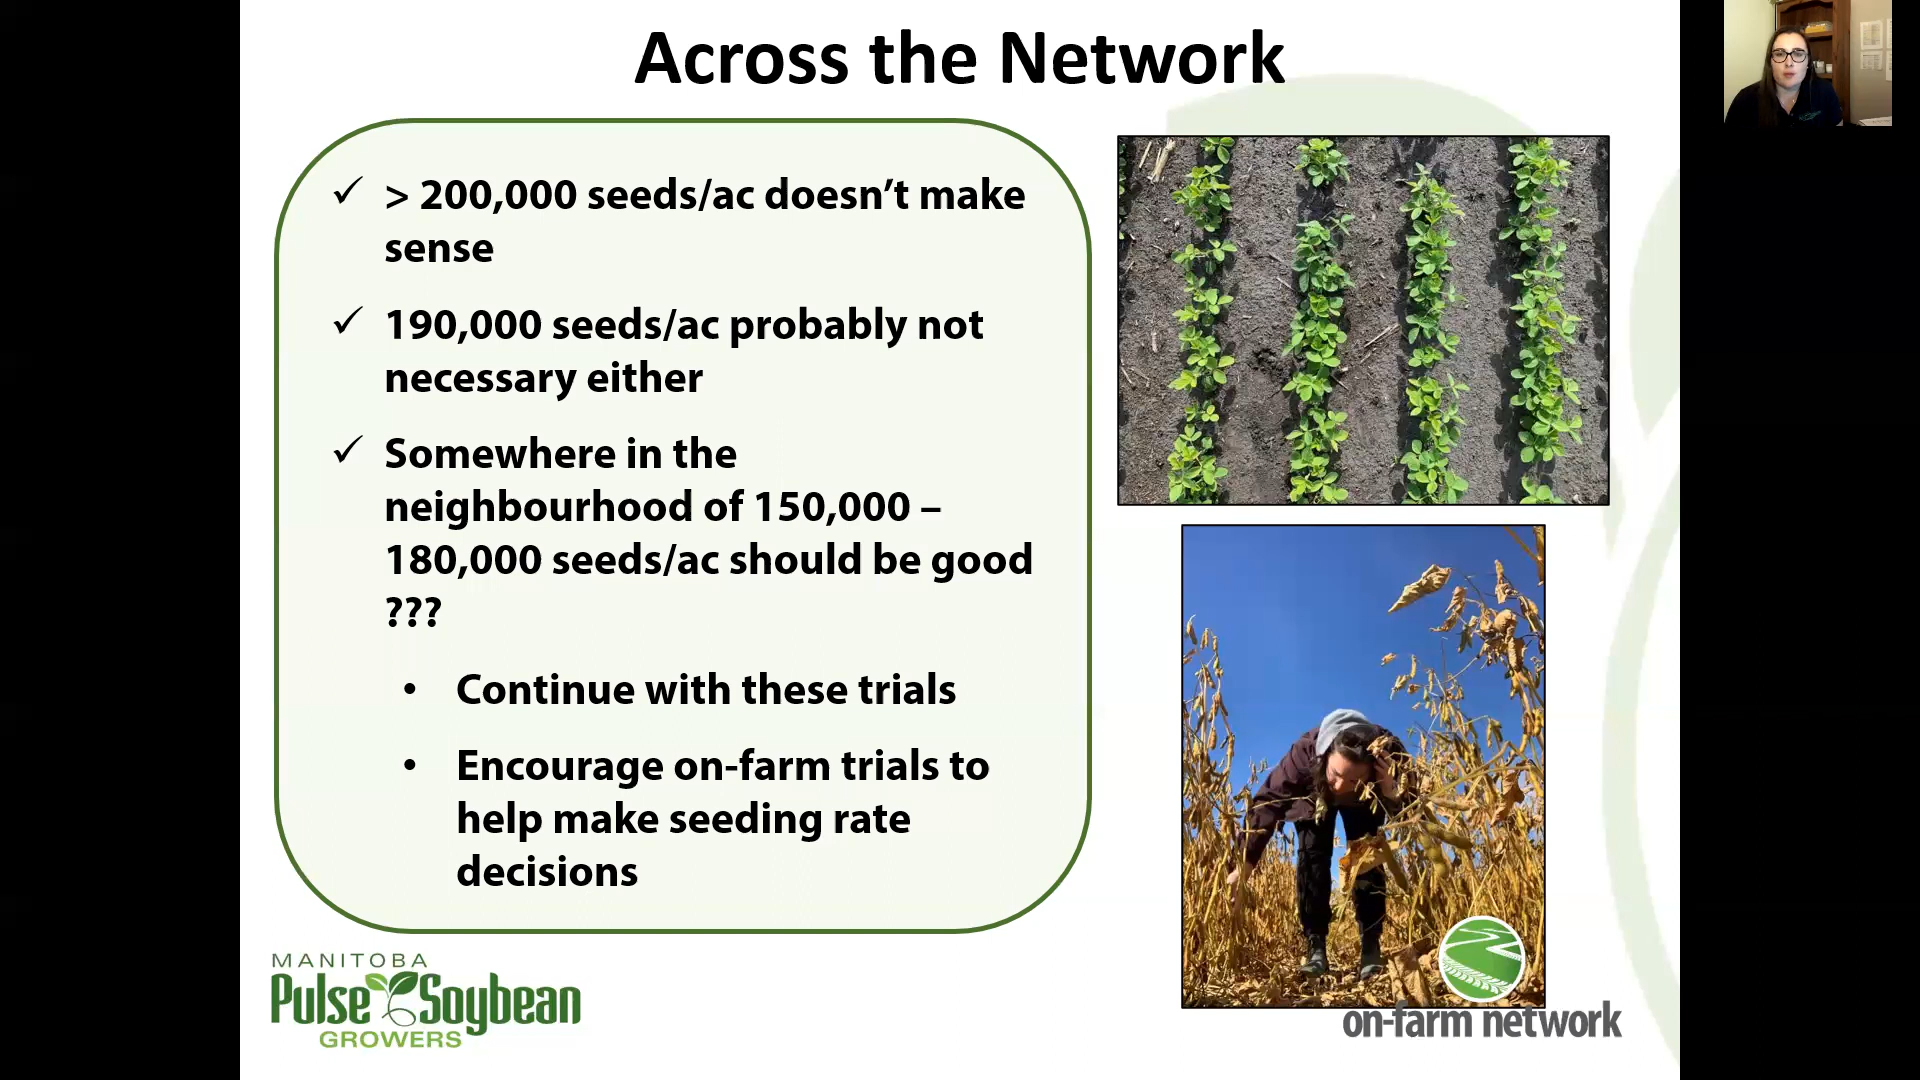 Across the Network
> 200,000 seeds/ac doesn’t make
sense
190,000 seeds/ac probably not
necessary either
Somewhere in the
neighbourhood of 150,000 –
180,000 seeds/ac should be good
???
• Continue with these trials
• Encourage on-farm trials to
help make seeding rate
decisions
MANITOBA
Pulse Soybean
GROWERS
on-farm network